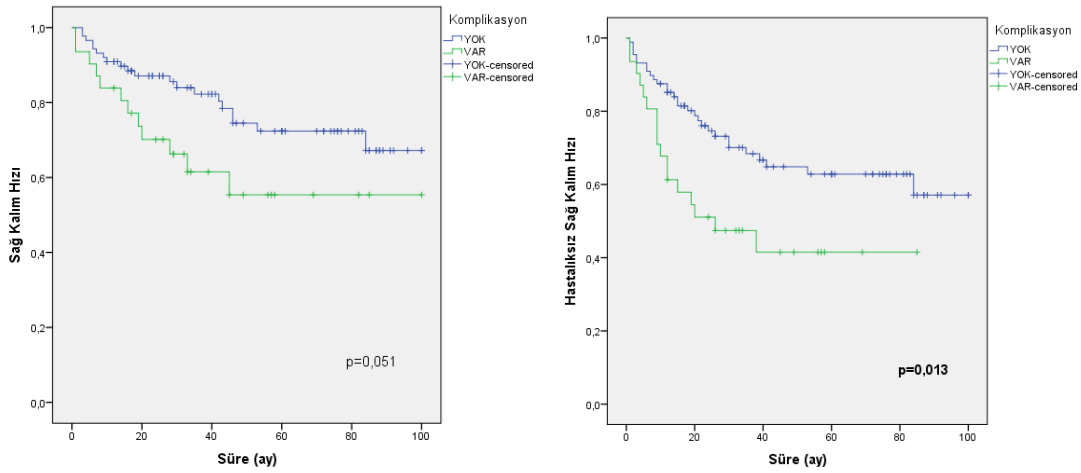 Komplikasyon
YOK
VAR
YOK-censored
VAR-censored
1,0
0,8
0,6
0,4
0,2
0,0
Sağ Kalım Hızı
p=0,051
0 20 40 60 80 100
Süre (ay)
Komplikasyon
YOK
VAR
YOK-censored
VAR-censored
1,0
0,8
0,6
0,4
0,2
0,0
Hastalıksız Sağ Kalım Hızı
p=0,013
0 20 40 60 80 100
Süre (ay)